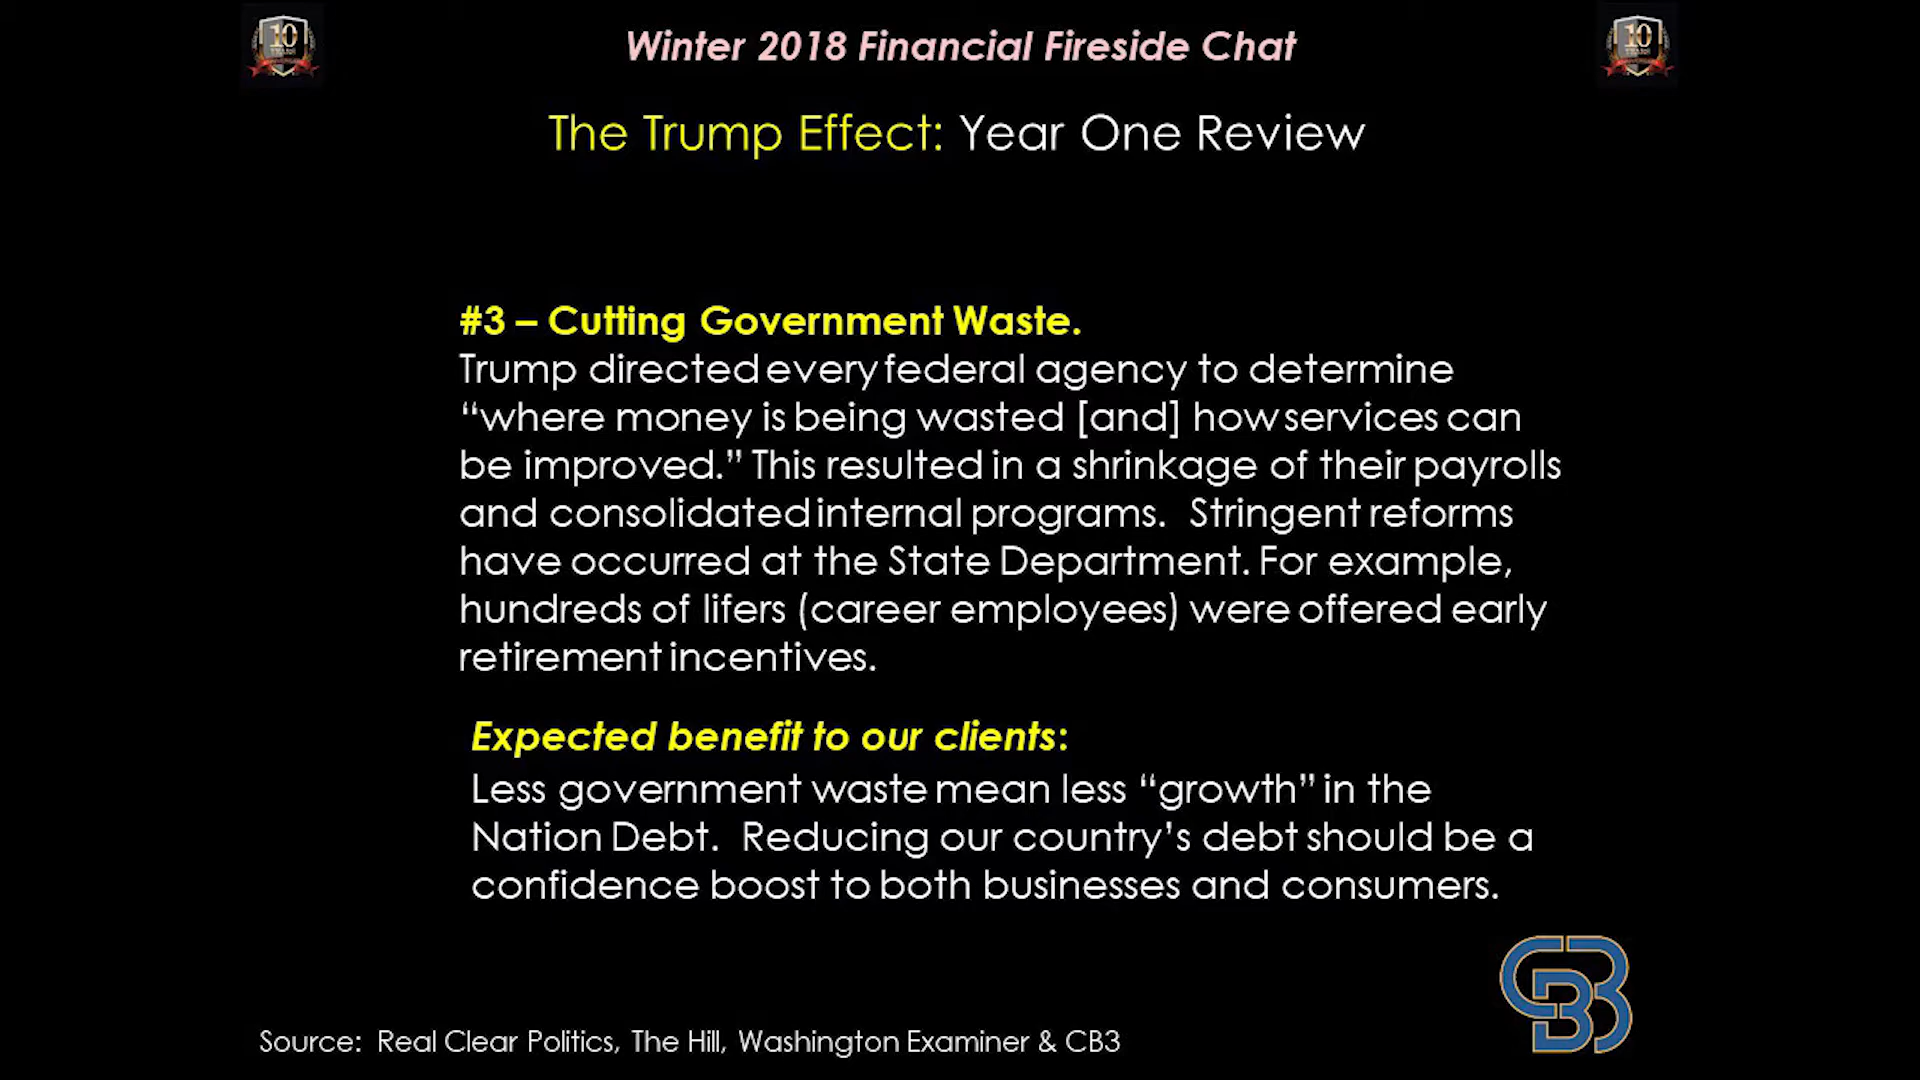 10
YEARS
Winter 2018 Financial Fireside Chat
10
YEARS
The Trump Effect: Year One Review
#3 – Cutting Government Waste.
Trump directed every federal agency to determine
“where money is being wasted [and] how services can
be improved.” This resulted in a shrinkage of their payrolls
and consolidated internal programs. Stringent reforms
have occurred at the State Department. For example,
hundreds of lifers (career employees) were offered early
retirement incentives.
Expected benefit to our clients:
Less government waste mean less “growth” in the
Nation Debt. Reducing our country’s debt should be a
confidence boost to both businesses and consumers.
CB3
Source: Real Clear Politics, The Hill, Washington Examiner & CB3